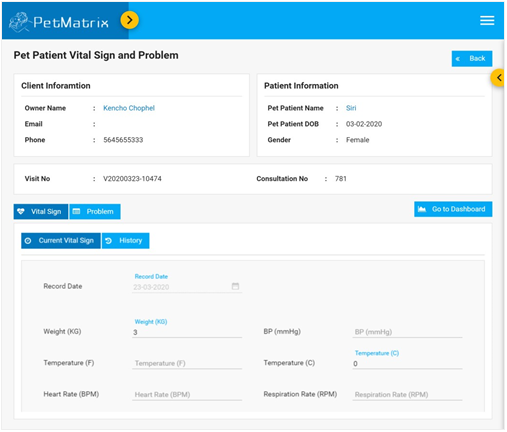 PetMatrix
Pet Patient Vital Sign and Problem
« Back
Client Inforamtion
Owner Name : Kencho Chophel
Email :
Phone : 5645655333
Patient Information
Pet Patient Name : Siri
Pet Patient DOB : 03-02-2020
Gender : Female
Visit No : V20200323-10474 Consultation No : 781
Vital Sign Problem Go to Dashboard
Current Vital Sign History
Record Date
Record Date 23-03-2020
Weight (KG)
Weight (KG) 3 BP (mmHg) BP (mmHg)
Temperature (C)
Temperature (F) Temperature (F) Temperature (C) 0
Heart Rate (BPM) Heart Rate (BPM) Respiration Rate (RPM) Respiration Rate (RPM)